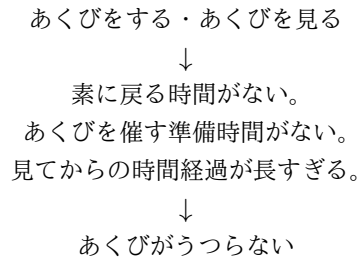 あくびをする・あくびを見る
↓
素に戻る時間がない。
あくびを催す準備時間がない。
見てからの時間経過が長すぎる。
↓
あくびがうつらない